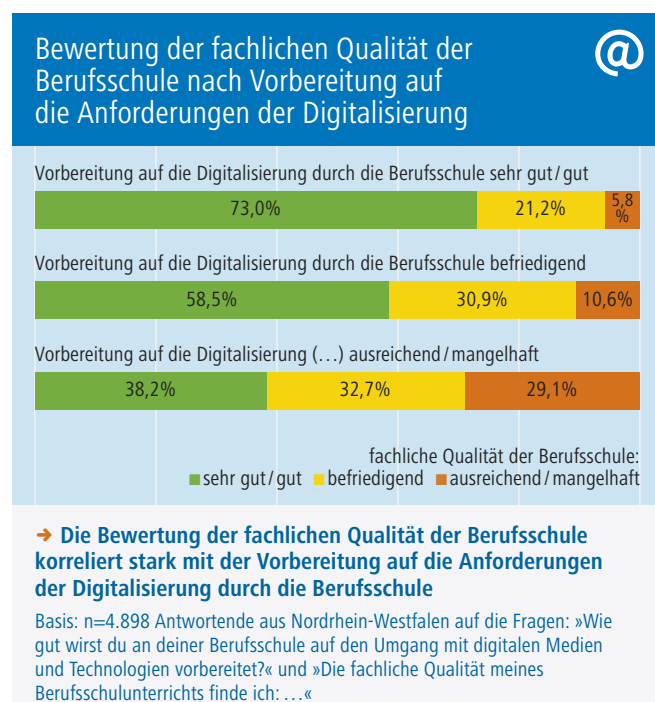 Bewertung der fachlichen Qualität der
Berufsschule nach Vorbereitung auf
die Anforderungen der Digitalisierung
@
Vorbereitung auf die Digitalisierung durch die Berufsschule sehr gut/gut
73,0% 21,2% 5,8
%
Vorbereitung auf die Digitalisierung durch die Berufsschule befriedigend
58,5% 30,9% 10,6%
Vorbereitung auf die Digitalisierung (…) ausreichend/mangelhaft
38,2% 32,7% 29,1%
fachliche Qualität der Berufsschule:
sehr gut/gut befriedigend ausreichend/mangelhaft
➔ Die Bewertung der fachlichen Qualität der Berufsschule
korreliert stark mit der Vorbereitung auf die Anforderungen
der Digitalisierung durch die Berufsschule
Basis: n=4.898 Antwortende aus Nordrhein-Westfalen auf die Fragen: »Wie
gut wirst du an deiner Berufsschule auf den Umgang mit digitalen Medien
und Technologien vorbereitet?« und »Die fachliche Qualität meines
Berufsschulunterrichts finde ich: …«